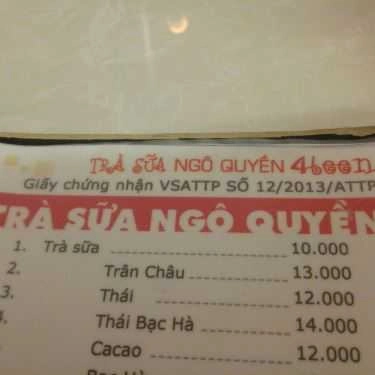 TRÀ SỮA NGÔ QUYỀN
Giấy chứng nhận VSATTP SỐ 12/2013/ATTP
TRÀ SỮA NGÔ QUYỀN
1. Trà sữa 10.000
2. Trân Châu 13.000
3. Thái 12.000
4. Thái Bạc Hà 14.000
Cacao 12.000